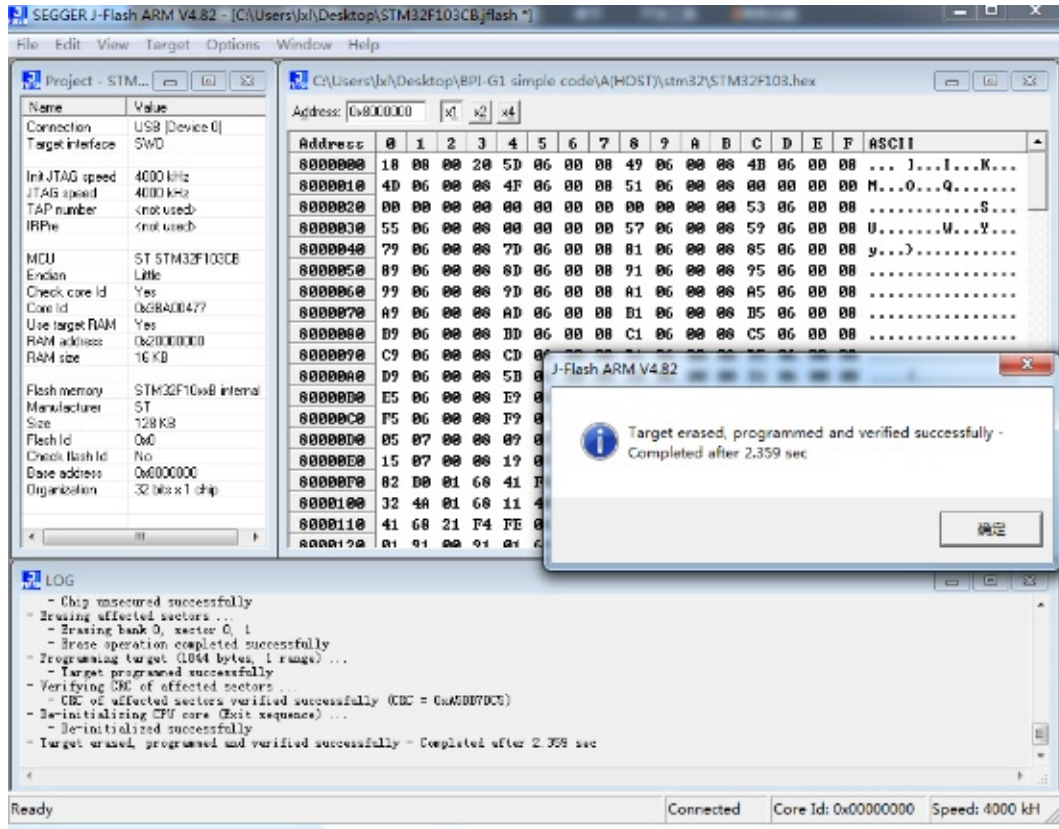 SEGGER J-Flash ARM V4.82 - [C:\Users\lxl\Desktop\STM32F103CB.jflash *]
File Edit View Target Options Window Help
Project - STM...
Name Value
Connection USB [Device 0]
Target interface SWD
Init JTAG speed 4000 kHz
JTAG speed 4000 kHz
TAP number <not used>
IRPre <not used>
MCU ST STM32F103CB
Endian Little
Check core Id Yes
Core Id 0x3BA00477
Use target RAM Yes
RAM address 0x20000000
RAM size 16 KB
Flash memory STM32F10xxB internal
Manufacturer ST
Size 128 KB
Flash Id 0x0
Check flash Id No
Base address 0x8000000
Organization 32 bits x 1 chip
C:\Users\lxl\Desktop\BPI-G1 simple code\A(HOST)\stm32\STM32F103.hex
Address: 0x8000000 x1 x2 x4
Address 0 1 2 3 4 5 6 7 8 9 A B C D E F ASCII
8000000 18 08 00 20 5D 06 00 08 49 06 00 08 4B 06 00 08 ... ]...I...K...
8000010 4D 06 00 08 4F 06 00 08 51 06 00 08 00 00 00 00 M...O...Q.......
8000020 00 00 00 00 00 00 00 00 00 00 00 00 53 06 00 08 ............S...
8000030 55 06 00 08 00 00 00 00 57 06 00 08 59 06 00 08 U.......W...Y...
8000040 79 06 00 08 7D 06 00 08 81 06 00 08 85 06 00 08 y...}...........
8000050 89 06 00 08 8D 06 00 08 91 06 00 08 95 06 00 08 ................
8000060 99 06 00 08 9D 06 00 08 A1 06 00 08 A5 06 00 08 ................
8000070 A9 06 00 08 AD 06 00 08 B1 06 00 08 B5 06 00 08 ................
8000080 B9 06 00 08 BD 06 00 08 C1 06 00 08 C5 06 00 08 ................
8000090 C9 06 00 08 CD
80000A0 D9 06 00 08 5B
80000B0 E5 06 00 08 E9
80000C0 F5 06 00 08 F9
80000D0 05 07 00 08 09
80000E0 15 07 00 08 19
80000F0 82 B0 01 68 41
8000100 32 4A 01 68 11
8000110 41 68 21 F4 FE
8000120 01 91 00 91 01
J-Flash ARM V4.82
Target erased, programmed and verified successfully -
Completed after 2.359 sec
确定
LOG
- Chip unsecured successfully
- Erasing affected sectors ...
- Erasing bank 0, sector 0, 1
- Erase operation completed successfully
- Programming target (1844 bytes, 1 range) ...
- Target programmed successfully
- Verifying CRC of affected sectors ...
- CRC of affected sectors verified successfully
- De-initializing CPU core (Exit sequence) ...
- De-initialized successfully
- Target erased, programmed and verified successfully - Completed after 2.359 sec
Ready Connected Core Id: 0x00000000 Speed: 4000 kH